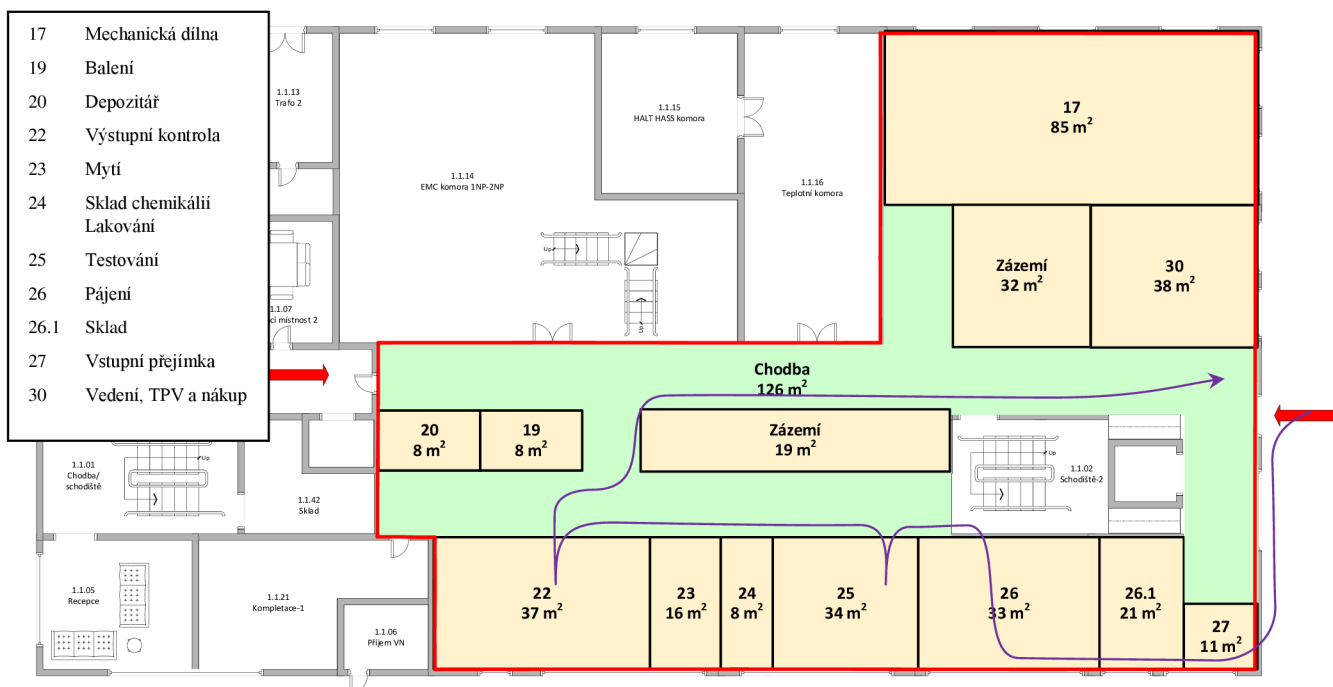 17 Mechanická dílna
19 Balení
20 Depozitář
22 Výstupní kontrola
23 Mytí
24 Sklad chemikálií
Lakování
25 Testování
26 Pájení
26.1 Sklad
27 Vstupní přejímka
30 Vedení, TPV a nákup
1.1.13
Trafo 2
1.1.14
EMC komora 1NP-2NP
1.1.15
HALT HASS komora
1.1.16
Teplotní komora
17
85 m²
Zázemí
32 m²
30
38 m²
Up
Up
1.1.07
cí místnost 2
Chodba
126 m²
20
8 m²
19
8 m²
Zázemí
19 m²
Up
1.1.02
Schodiště-2
Up
1.1.01
Chodba/
schodiště
1.1.42
Sklad
1.1.05
Recepce
1.1.21
Kompletace-1
1.1.06
Příjem VN
22
37 m²
23
16 m²
24
8 m²
25
34 m²
26
33 m²
26.1
21 m²
27
11 m²